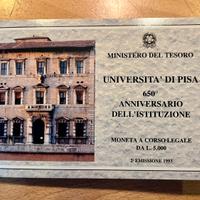 MINISTERO DEL TESORO
UNIVERSITA' DI PISA
650°
ANNIVERSARIO
DELL'ISTITUZIONE
MONETA A CORSO LEGALE
DA L. 5.000
2ª EMISSIONE 1993